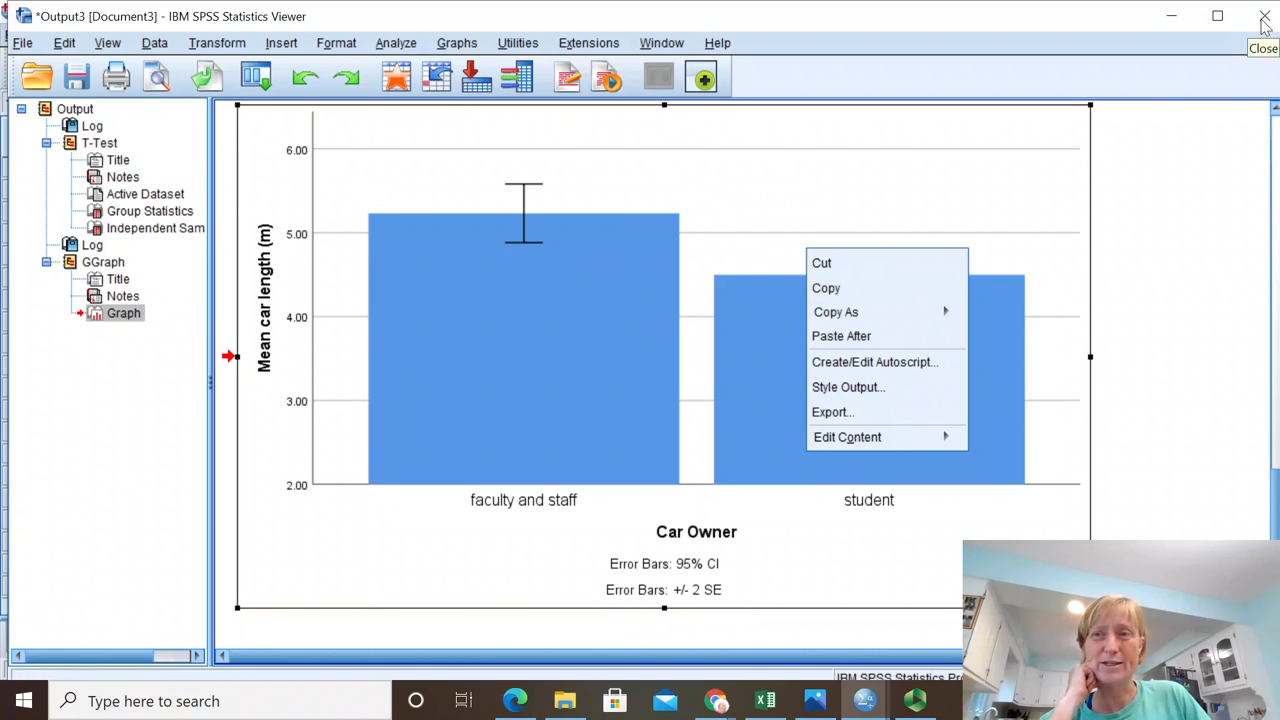 *Output3 [Document3] - IBM SPSS Statistics Viewer
File Edit View Data Transform Insert Format Analyze Graphs Utilities Extensions Window Help
Close
Output
Log
T-Test
Title
Notes
Active Dataset
Group Statistics
Independent Sam
Log
GGraph
Title
Notes
Graph
Mean car length (m)
6.00
5.00
4.00
3.00
2.00
faculty and staff
student
Car Owner
Error Bars: 95% CI
Error Bars: +/- 2 SE
Cut
Copy
Copy As
Paste After
Create/Edit Autoscript...
Style Output...
Export...
Edit Content
IBM SPSS Statistics Pr
Type here to search